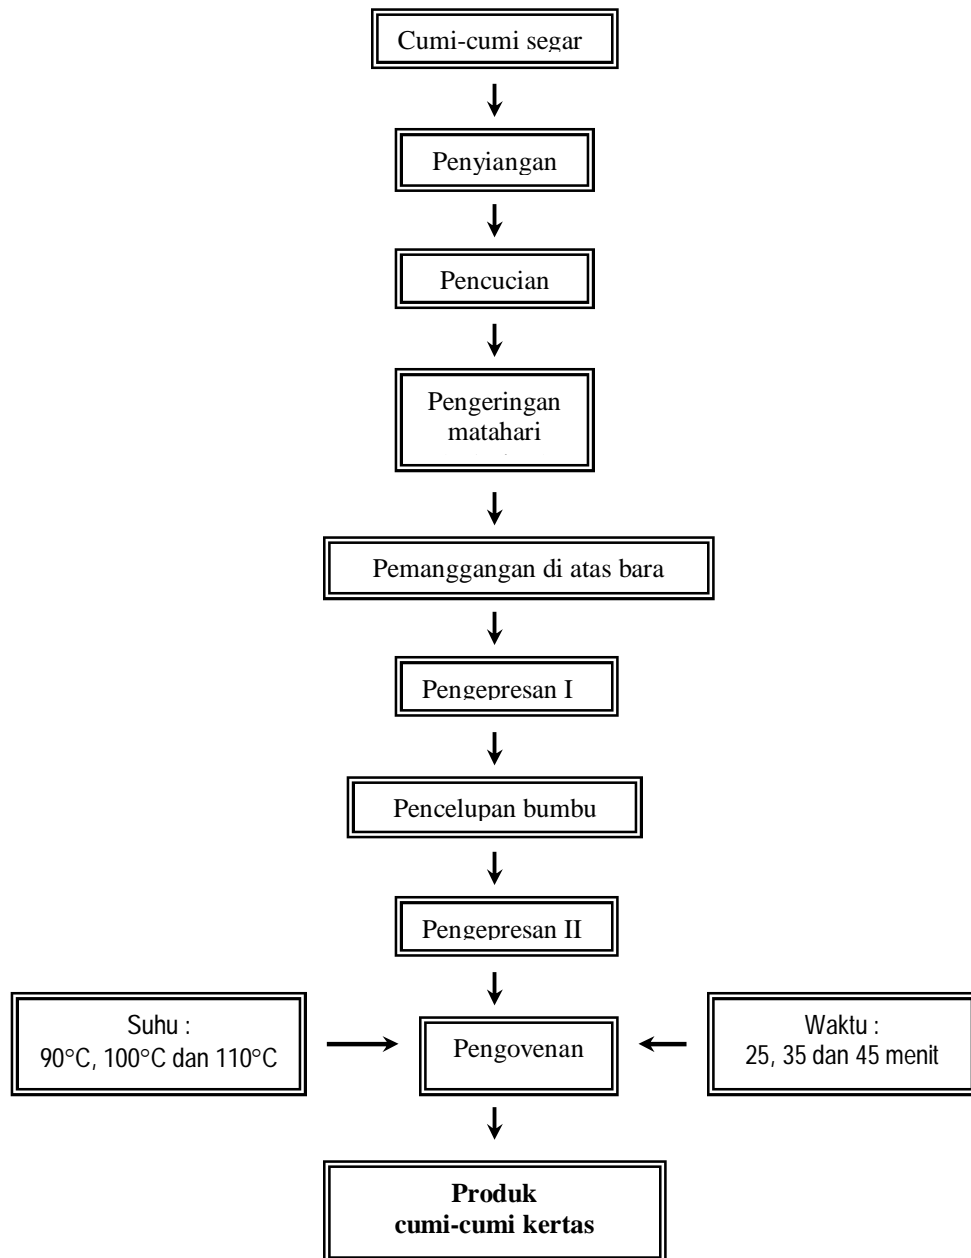 Cumi-cumi segar
Penyiangan
Pencucian
Pengeringan
matahari
Pemanggangan di atas bara
Pengepresan I
Pencelupan bumbu
Pengepresan II
Suhu :
90°C, 100°C dan 110°C
Pengovenan
Waktu :
25, 35 dan 45 menit
Produk
cumi-cumi kertas